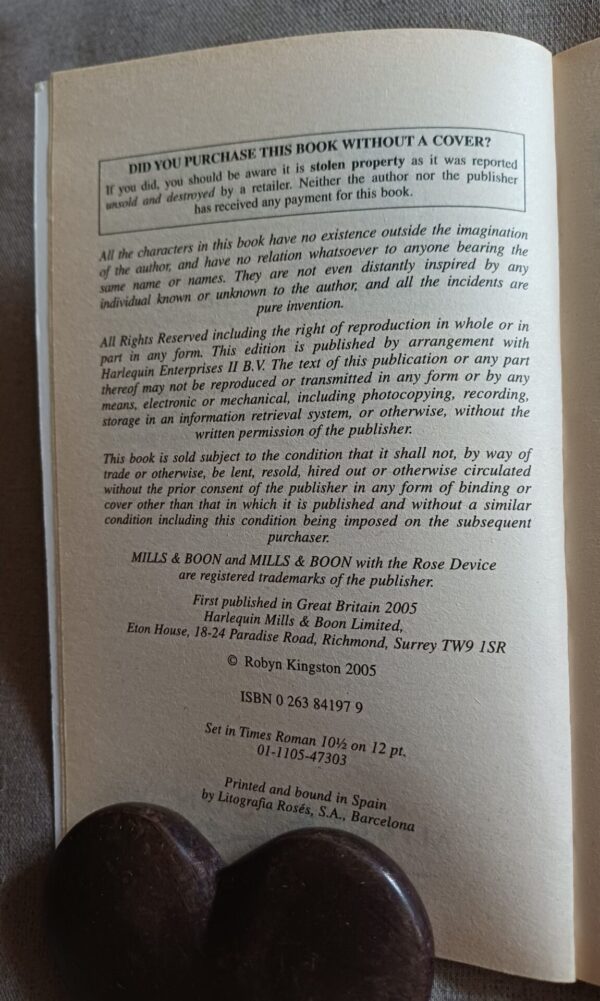 DID YOU PURCHASE THIS BOOK WITHOUT A COVER?
If you did, you should be aware it is stolen property as it was reported
unsold and destroyed by a retailer. Neither the author nor the publisher
has received any payment for this book.
All the characters in this book have no existence outside the imagination
of the author, and have no relation whatsoever to anyone bearing the
same name or names. They are not even distantly inspired by any
individual known or unknown to the author, and all the incidents are
pure invention.
All Rights Reserved including the right of reproduction in whole or in
part in any form. This edition is published by arrangement with
Harlequin Enterprises II B.V. The text of this publication or any part
thereof may not be reproduced or transmitted in any form or by any
means, electronic or mechanical, including photocopying, recording,
storage in an information retrieval system, or otherwise, without the
written permission of the publisher.
This book is sold subject to the condition that it shall not, by way of
trade or otherwise, be lent, resold, hired out or otherwise circulated
without the prior consent of the publisher in any form of binding or
cover other than that in which it is published and without a similar
condition including this condition being imposed on the subsequent
purchaser.
MILLS & BOON and MILLS & BOON with the Rose Device
are registered trademarks of the publisher.
First published in Great Britain 2005
Harlequin Mills & Boon Limited,
Eton House, 18-24 Paradise Road, Richmond, Surrey TW9 1SR
© Robyn Kingston 2005
ISBN 0 263 84197 9
Set in Times Roman 10½ on 12 pt.
01-1105-47303
Printed and bound in Spain
by Litografia Rosés, S.A., Barcelona